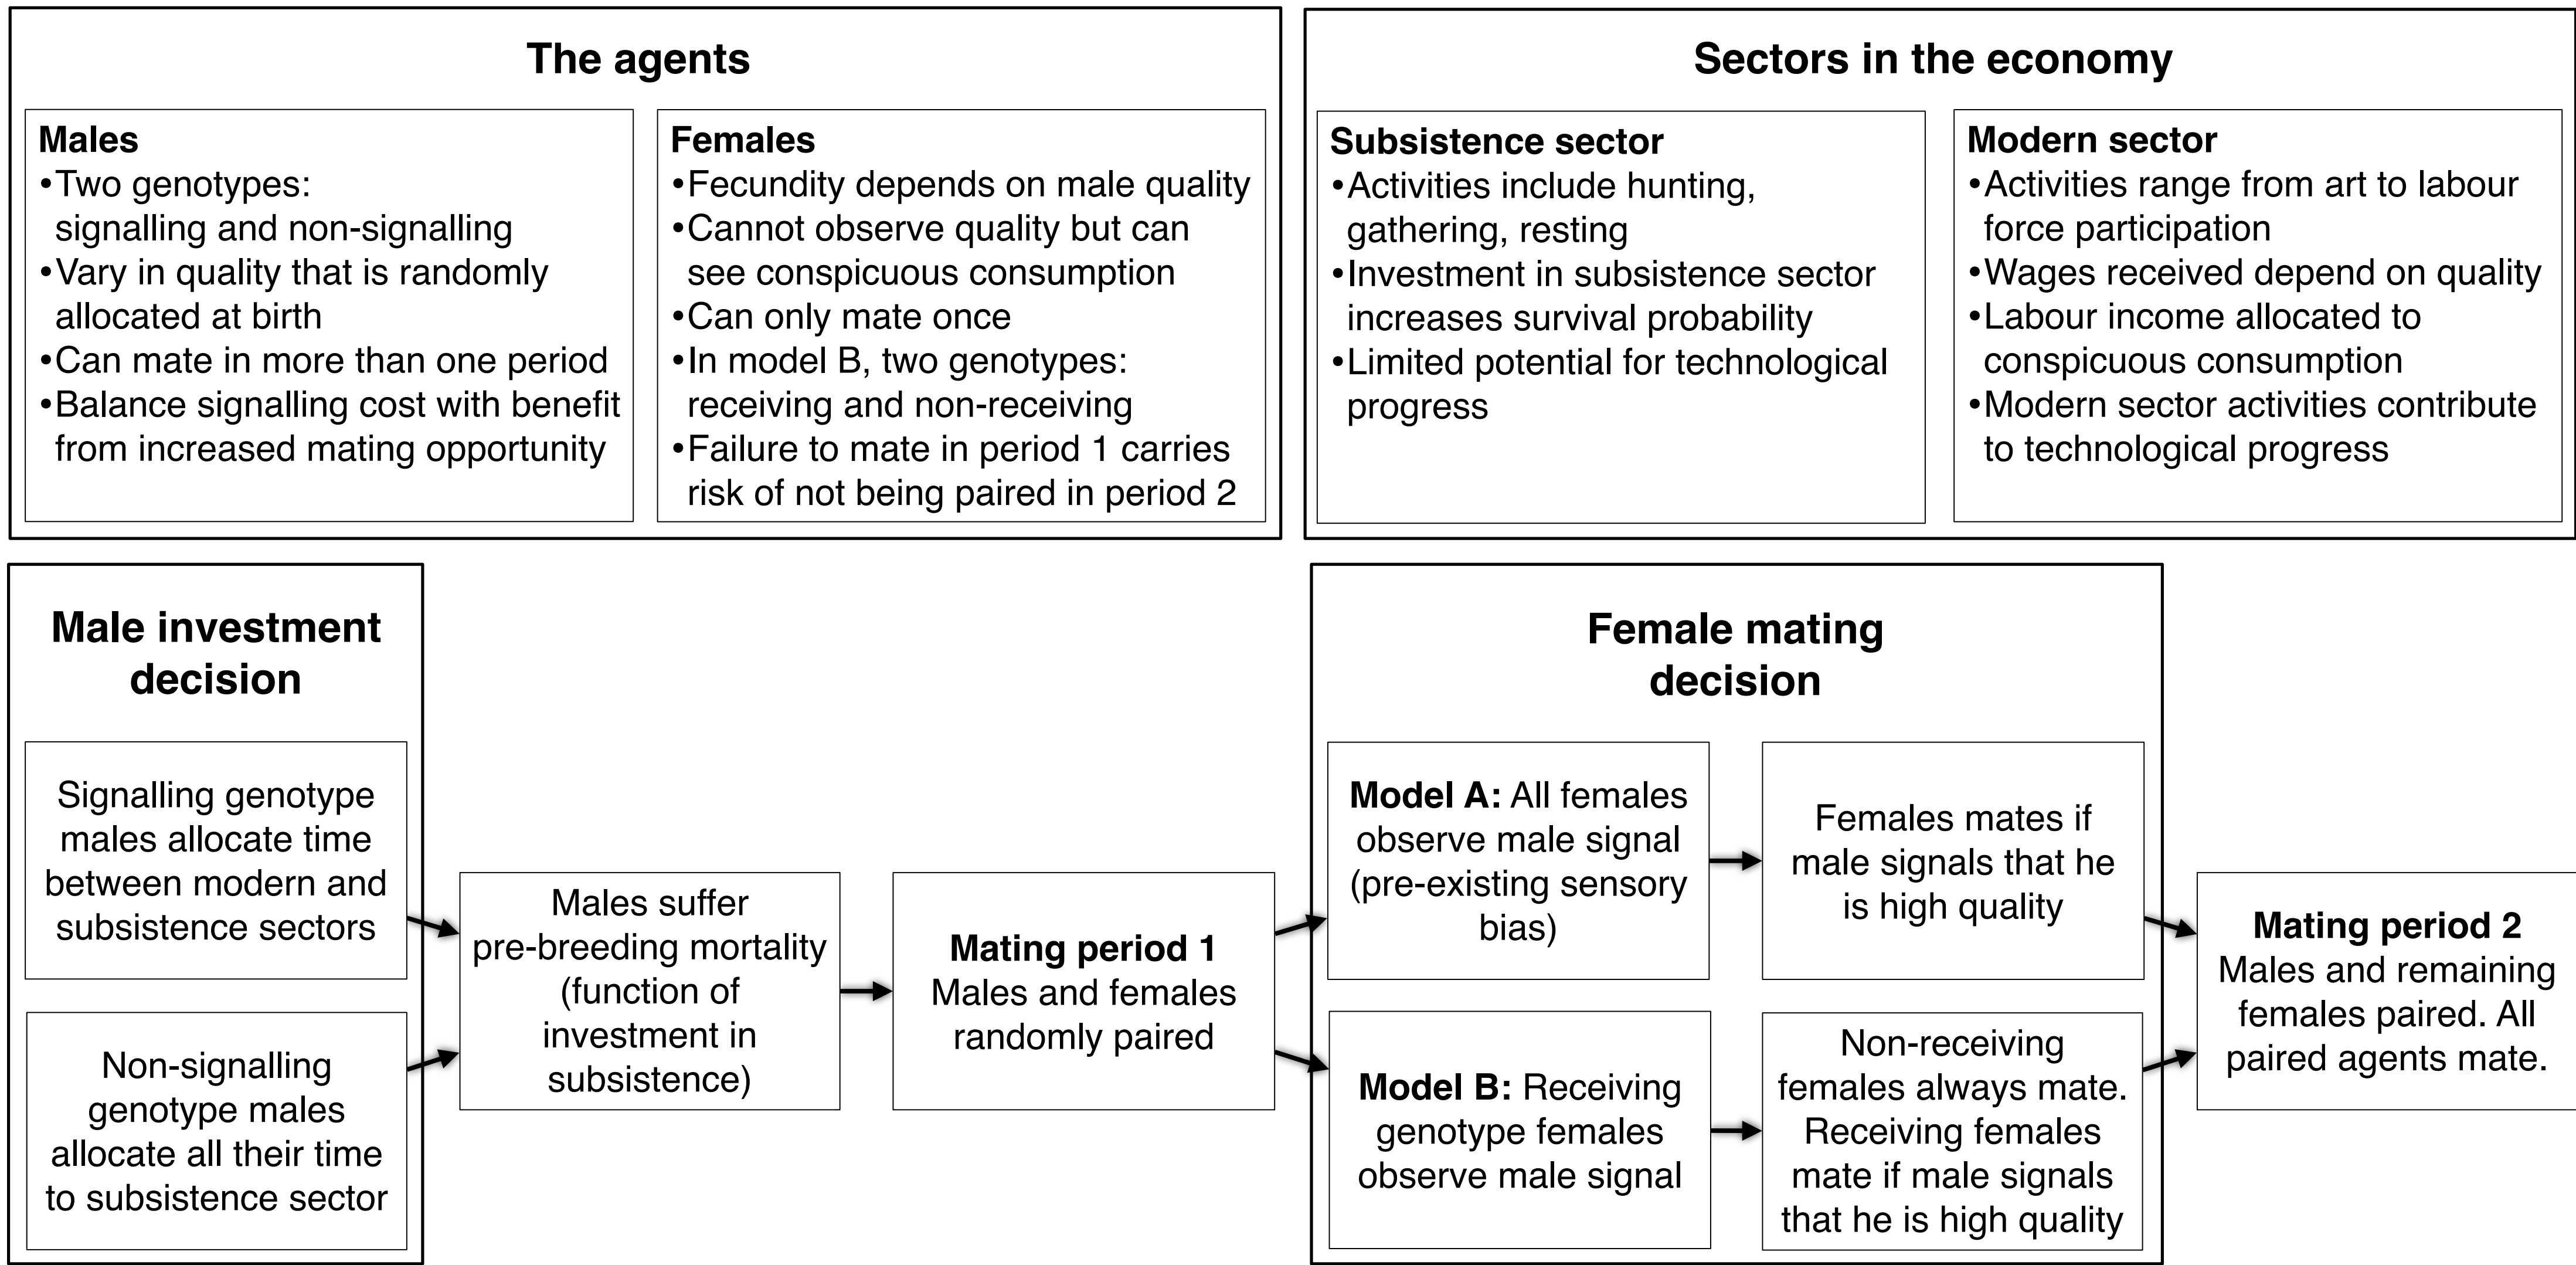 The agents
Males
•Two genotypes:
signalling and non-signalling
•Vary in quality that is randomly
allocated at birth
•Can mate in more than one period
•Balance signalling cost with benefit
from increased mating opportunity
Females
•Fecundity depends on male quality
•Cannot observe quality but can
see conspicuous consumption
•Can only mate once
•In model B, two genotypes:
receiving and non-receiving
•Failure to mate in period 1 carries
risk of not being paired in period 2
Sectors in the economy
Subsistence sector
•Activities include hunting,
gathering, resting
•Investment in subsistence sector
increases survival probability
•Limited potential for technological
progress
Modern sector
•Activities range from art to labour
force participation
•Wages received depend on quality
•Labour income allocated to
conspicuous consumption
•Modern sector activities contribute
to technological progress
Male investment
decision
Signalling genotype
males allocate time
between modern and
subsistence sectors
Non-signalling
genotype males
allocate all their time
to subsistence sector
Males suffer
pre-breeding mortality
(function of
investment in
subsistence)
Mating period 1
Males and females
randomly paired
Female mating
decision
Model A: All females
observe male signal
(pre-existing sensory
bias)
Females mates if
male signals that he
is high quality
Model B: Receiving
genotype females
observe male signal
Non-receiving
females always mate.
Receiving females
mate if male signals
that he is high quality
Mating period 2
Males and remaining
females paired. All
paired agents mate.